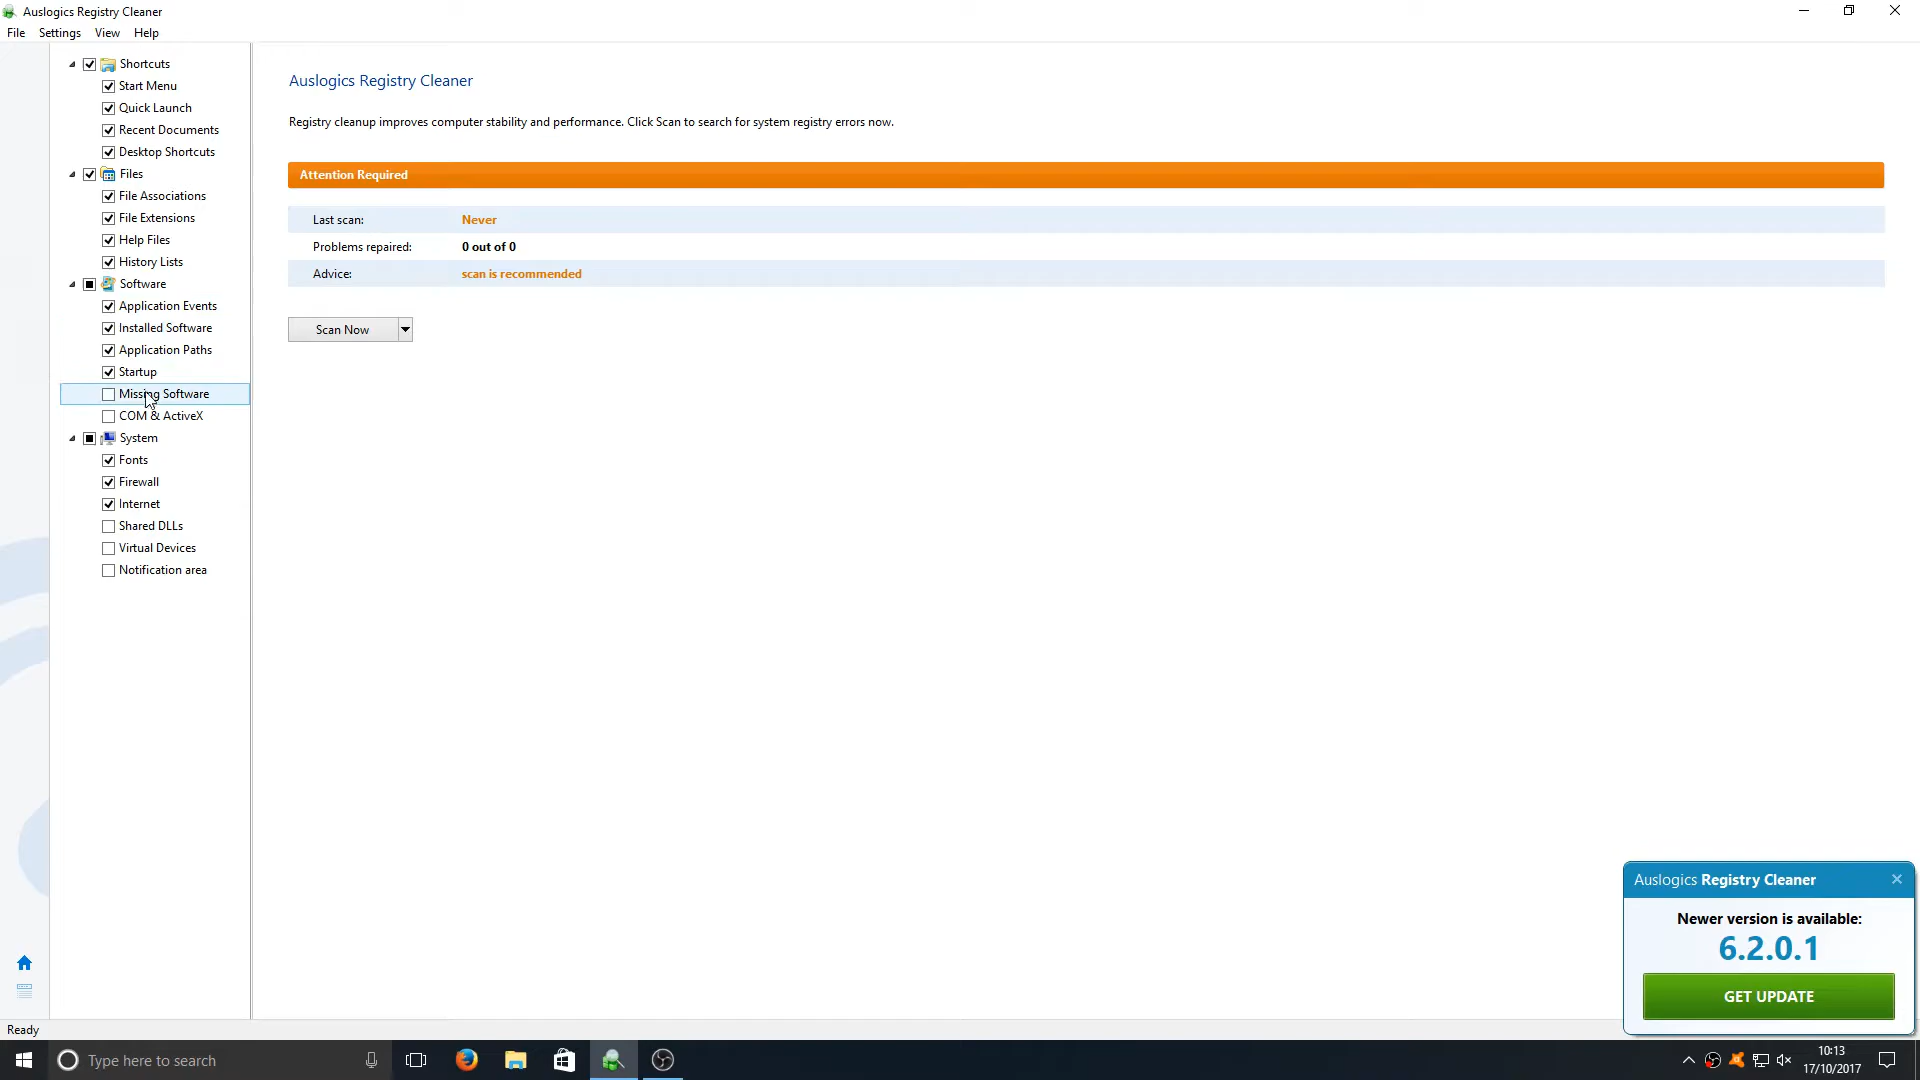 Auslogics Registry Cleaner
File Settings View Help
Shortcuts
Start Menu
Quick Launch
Recent Documents
Desktop Shortcuts
Files
File Associations
File Extensions
Help Files
History Lists
Software
Application Events
Installed Software
Application Paths
Startup
Missing Software
COM & ActiveX
System
Fonts
Firewall
Internet
Shared DLLs
Virtual Devices
Notification area
Auslogics Registry Cleaner
Registry cleanup improves computer stability and performance. Click Scan to search for system registry errors now.
Attention Required
Last scan: Never
Problems repaired: 0 out of 0
Advice: scan is recommended
Scan Now
Auslogics Registry Cleaner
Newer version is available:
6.2.0.1
GET UPDATE
Ready
Type here to search
10:13
17/10/2017